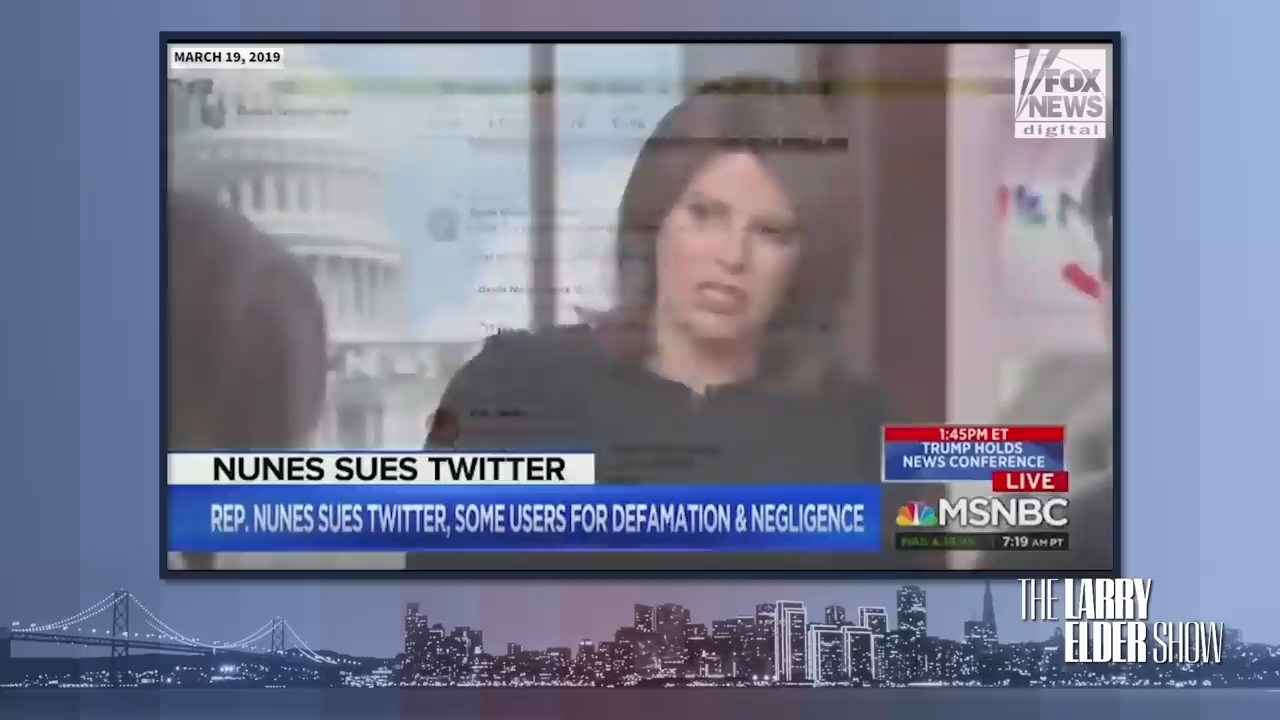 MARCH 19, 2019
FOX
NEWS
digital
1:45PM ET
TRUMP HOLDS
NEWS CONFERENCE
LIVE
NUNES SUES TWITTER
REP. NUNES SUES TWITTER, SOME USERS FOR DEFAMATION & NEGLIGENCE
MSNBC
7:19 AM PT
THE LARRY
ELDER SHOW